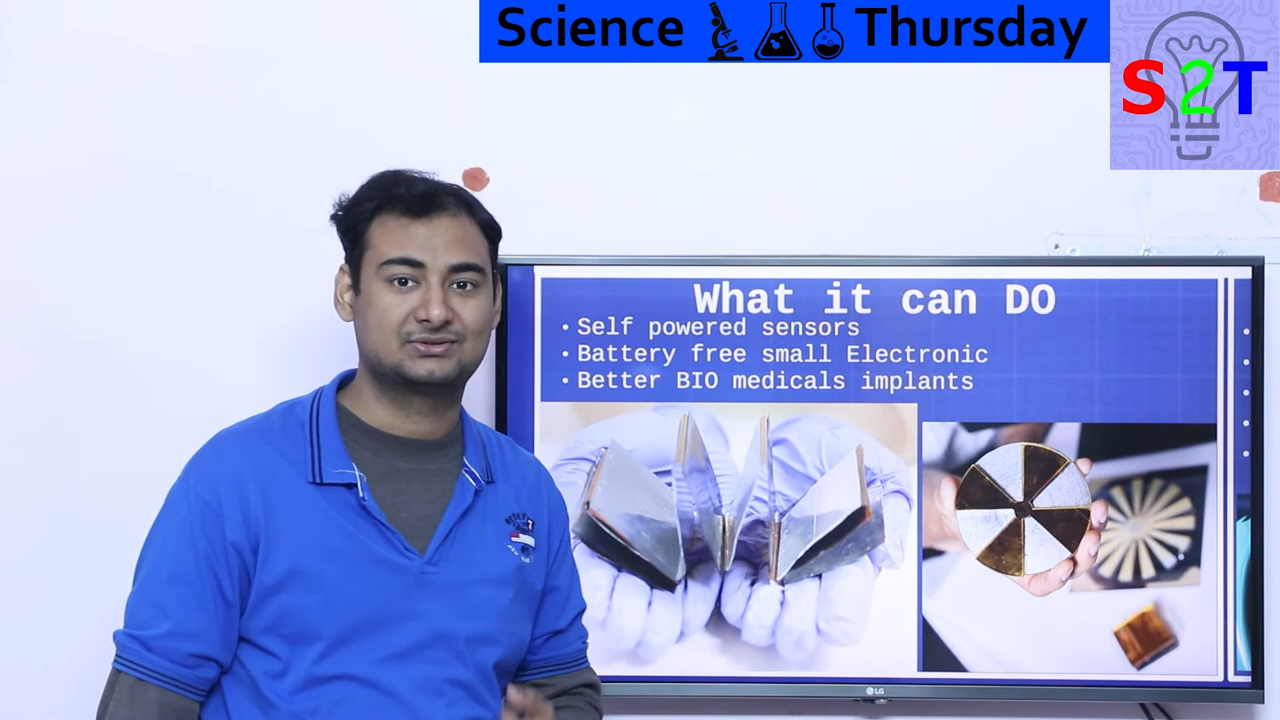 Science Thursday
S2T
What it can DO
• Self powered sensors
• Battery free small Electronic
• Better BIO medicals implants
LG